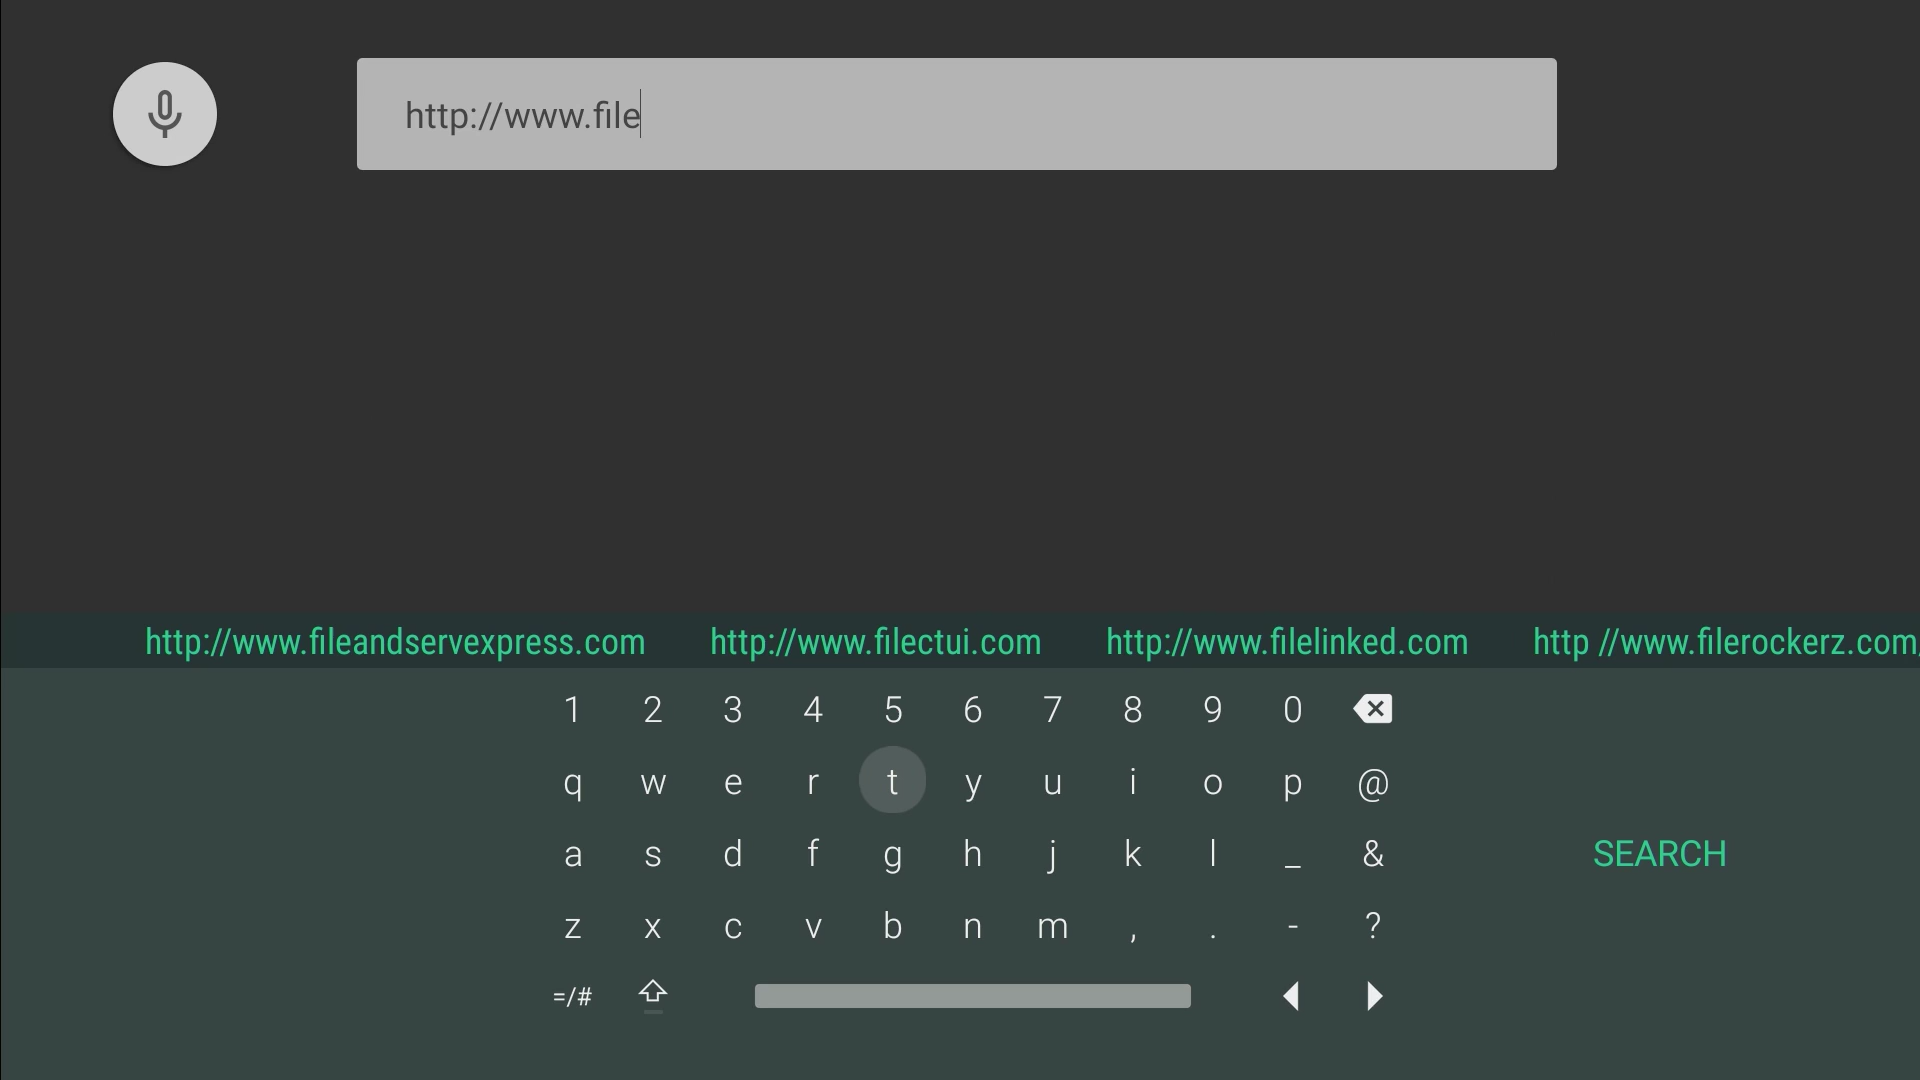 http://www.file
http://www.fileandservexpress.com http://www.filectui.com http://www.filelinked.com http //www.filerockerz.com,
1 2 3 4 5 6 7 8 9 0
q w e r t y u i o p @
a s d f g h j k l _ &
SEARCH
z x c v b n m , . - ?
=/#